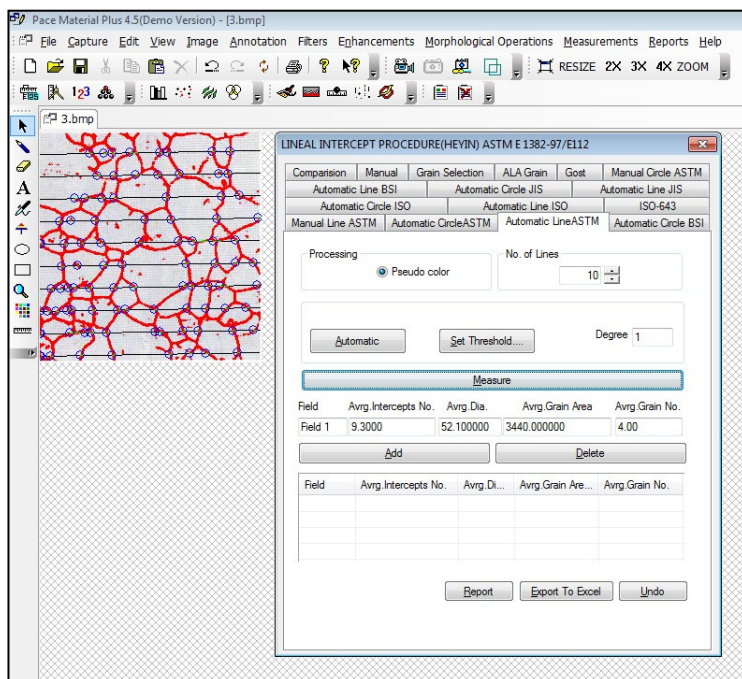 Pace Material Plus 4.5(Demo Version) - [3.bmp]
File Capture Edit View Image Annotation Filters Enhancements Morphological Operations Measurements Reports Help
RESIZE 2X 3X 4X ZOOM
123
3.bmp
A
LINEAL INTERCEPT PROCEDURE(HEYIN) ASTM E 1382-97/E112
Comparision Manual Grain Selection ALA Grain Gost Manual Circle ASTM
Automatic Line BSI Automatic Circle JIS Automatic Line JIS
Automatic Circle ISO Automatic Line ISO ISO-643
Manual Line ASTM Automatic CircleASTM Automatic LineASTM Automatic Circle BSI
Processing No. of Lines
Pseudo color 10
Automatic Set Threshold.... Degree 1
Measure
Field Avrg.Intercepts No. Avrg.Dia. Avrg.Grain Area Avrg.Grain No.
Field 1 9.3000 52.100000 3440.000000 4.00
Add Delete
Field Avrg.Intercepts No. Avrg.Di... Avrg.Grain Are... Avrg.Grain No.
Report Export To Excel Undo